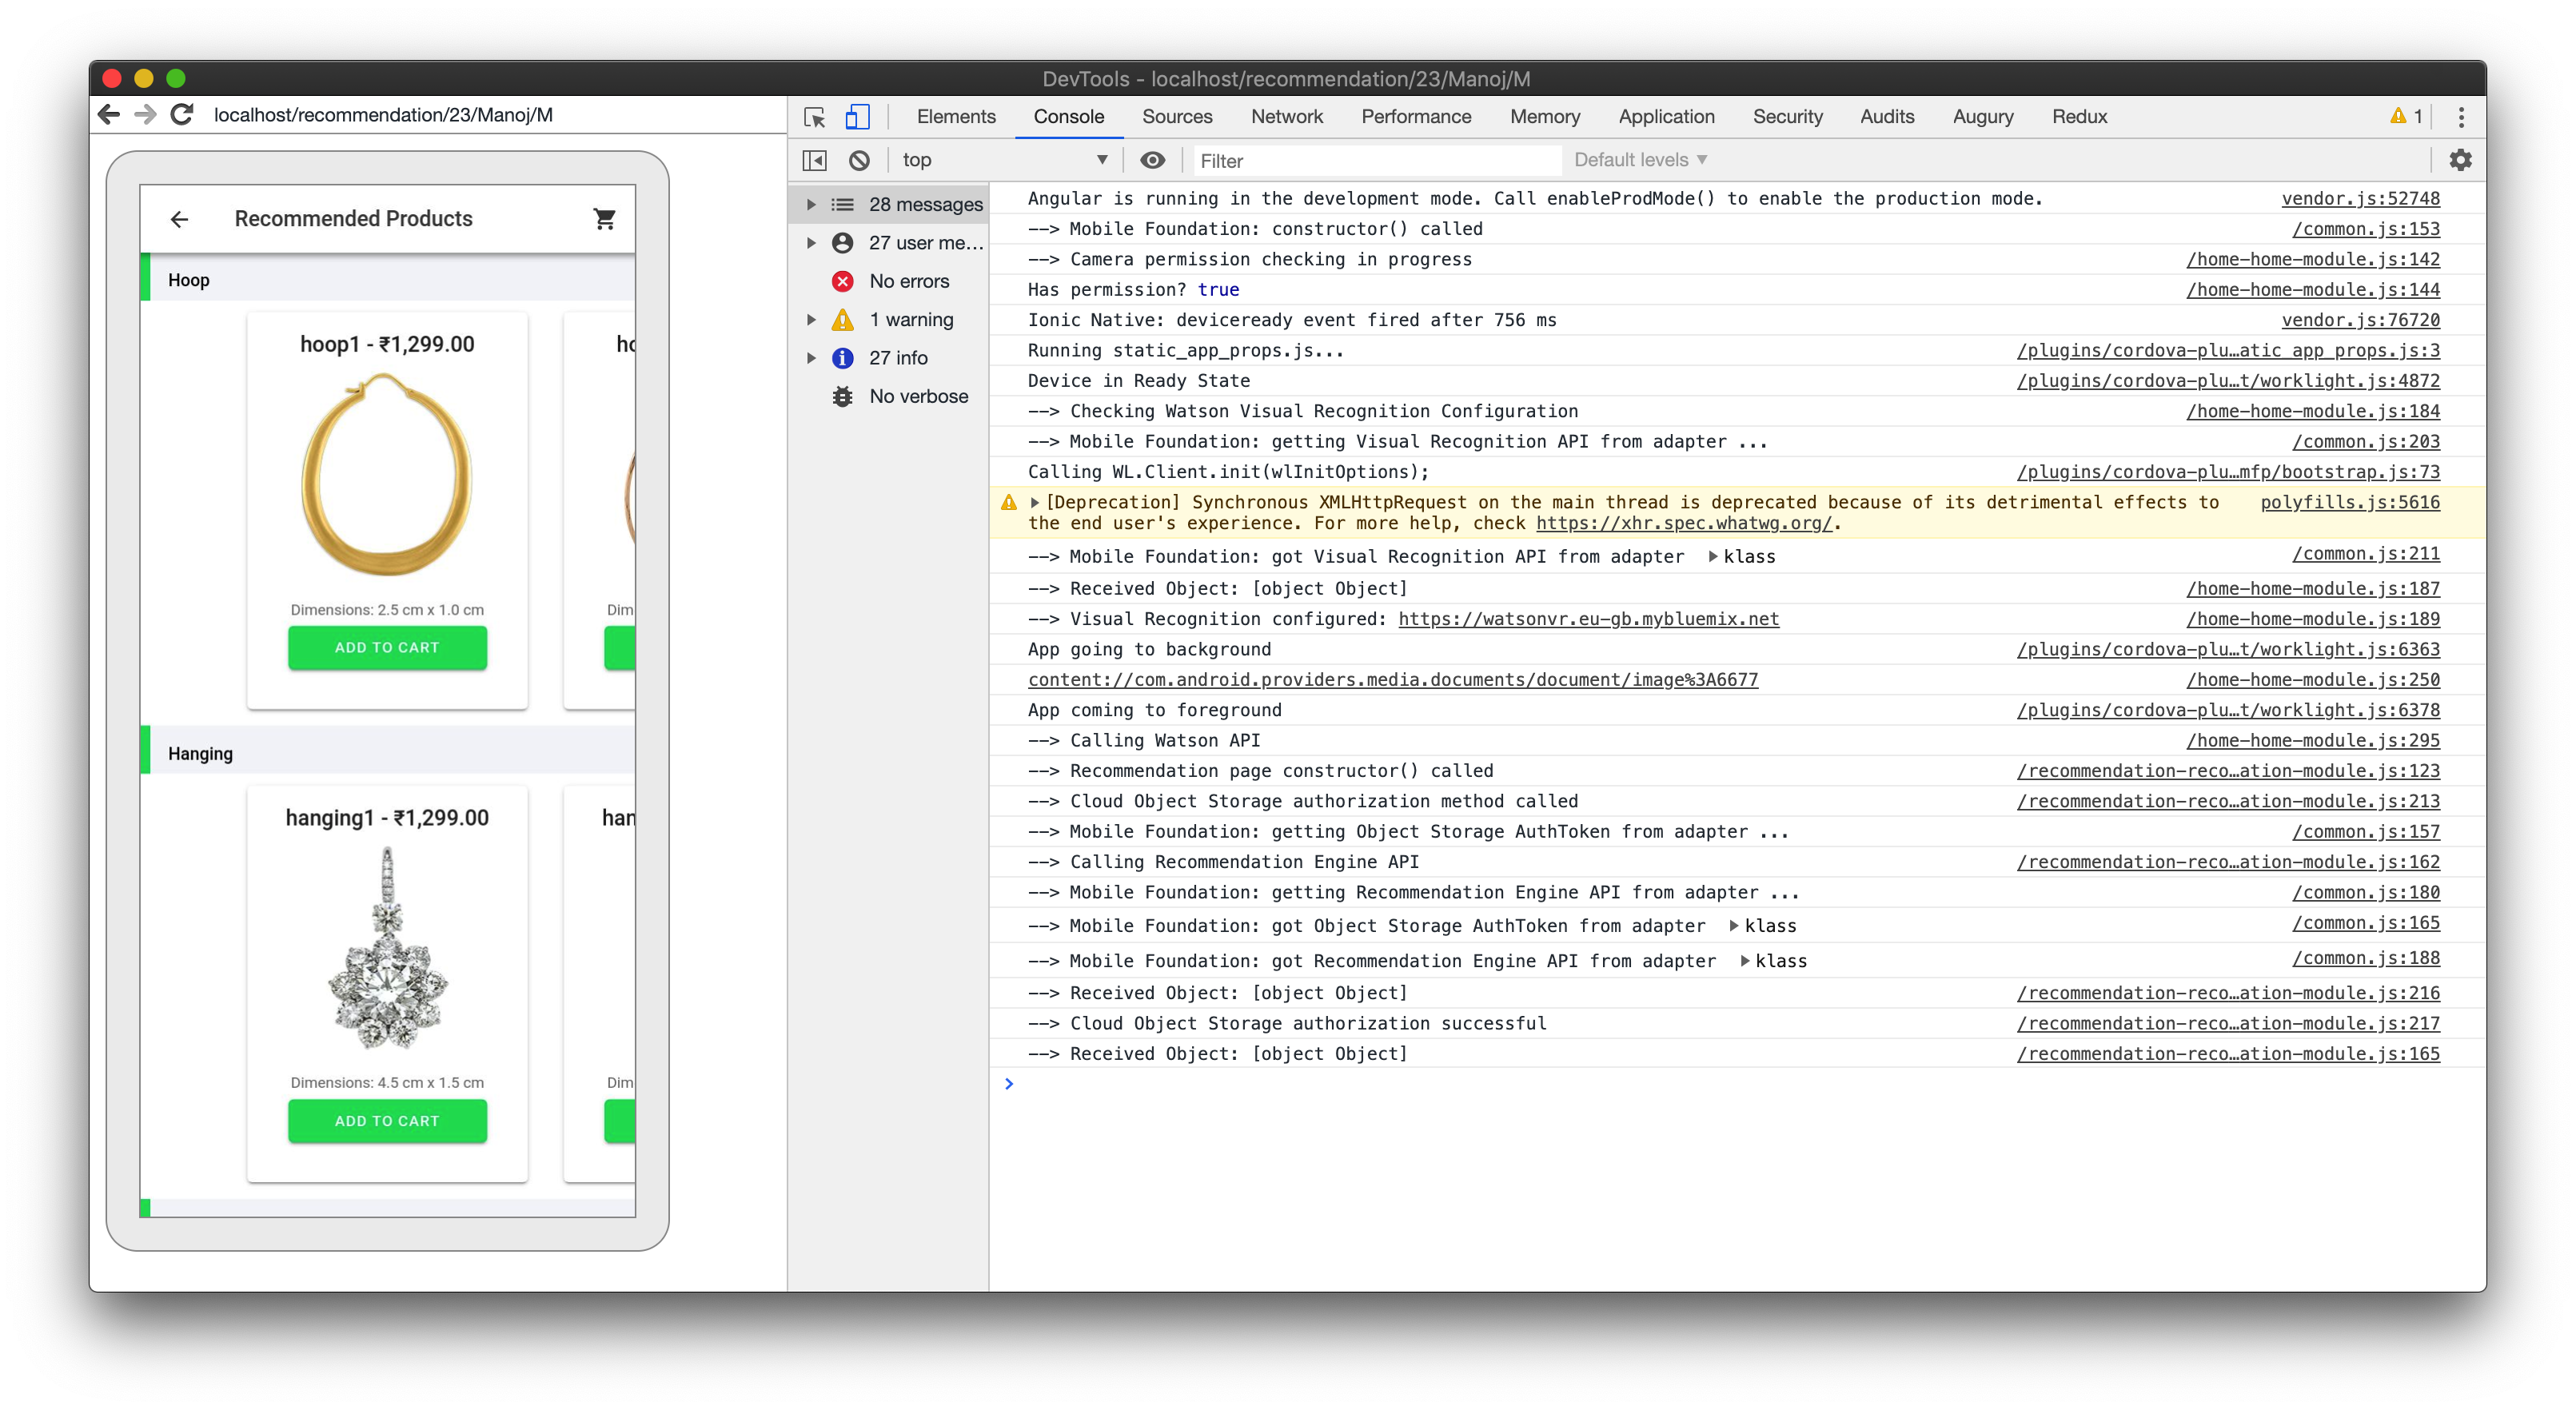 DevTools - localhost/recommendation/23/Manoj/M
localhost/recommendation/23/Manoj/M
Elements Console Sources Network Performance Memory Application Security Audits Augury Redux 1
top Filter Default levels
Recommended Products
Hoop
hoop1 - ₹1,299.00 ho
Dimensions: 2.5 cm x 1.0 cm Dim
ADD TO CART
Hanging
hanging1 - ₹1,299.00 han
Dimensions: 4.5 cm x 1.5 cm Dim
ADD TO CART
28 messages
27 user me...
No errors
1 warning
27 info
No verbose
Angular is running in the development mode. Call enableProdMode() to enable the production mode. vendor.js:52748
--> Mobile Foundation: constructor() called /common.js:153
--> Camera permission checking in progress /home-home-module.js:142
Has permission? true /home-home-module.js:144
Ionic Native: deviceready event fired after 756 ms vendor.js:76720
Running static_app_props.js... /plugins/cordova-plu…atic_app_props.js:3
Device in Ready State /plugins/cordova-plu…t/worklight.js:4872
--> Checking Watson Visual Recognition Configuration /home-home-module.js:184
--> Mobile Foundation: getting Visual Recognition API from adapter ... /common.js:203
Calling WL.Client.init(wlInitOptions); /plugins/cordova-plu…mfp/bootstrap.js:73
[Deprecation] Synchronous XMLHttpRequest on the main thread is deprecated because of its detrimental effects to polyfills.js:5616
the end user's experience. For more help, check https://xhr.spec.whatwg.org/.
--> Mobile Foundation: got Visual Recognition API from adapter klass /common.js:211
--> Received Object: [object Object] /home-home-module.js:187
--> Visual Recognition configured: https://watsonvr.eu-gb.mybluemix.net /home-home-module.js:189
App going to background /plugins/cordova-plu…t/worklight.js:6363
content://com.android.providers.media.documents/document/image%3A6677 /home-home-module.js:250
App coming to foreground /plugins/cordova-plu…t/worklight.js:6378
--> Calling Watson API /home-home-module.js:295
--> Recommendation page constructor() called /recommendation-reco…ation-module.js:123
--> Cloud Object Storage authorization method called /recommendation-reco…ation-module.js:213
--> Mobile Foundation: getting Object Storage AuthToken from adapter ... /common.js:157
--> Calling Recommendation Engine API /recommendation-reco…ation-module.js:162
--> Mobile Foundation: getting Recommendation Engine API from adapter ... /common.js:180
--> Mobile Foundation: got Object Storage AuthToken from adapter klass /common.js:165
--> Mobile Foundation: got Recommendation Engine API from adapter klass /common.js:188
--> Received Object: [object Object] /recommendation-reco…ation-module.js:216
--> Cloud Object Storage authorization successful /recommendation-reco…ation-module.js:217
--> Received Object: [object Object] /recommendation-reco…ation-module.js:165